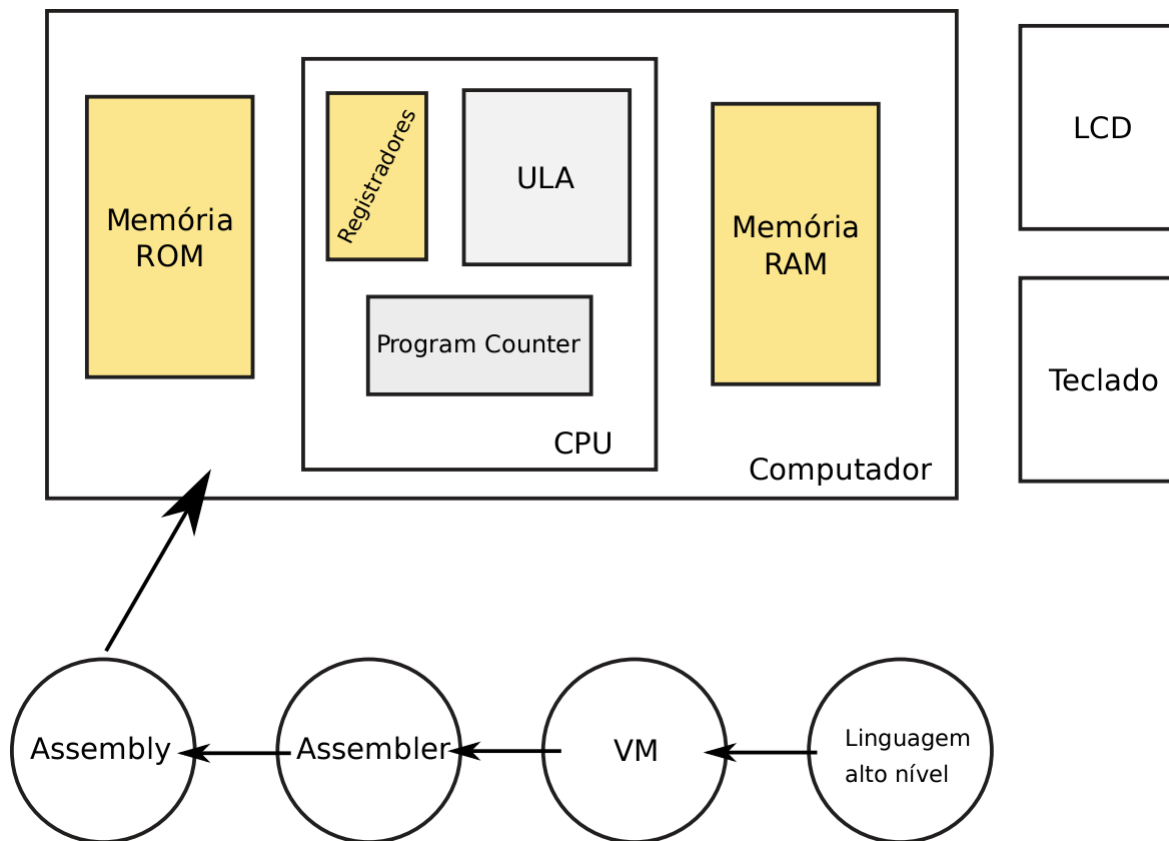 Memória
ROM
Registradores
ULA
Program Counter
CPU
Memória
RAM
Computador
LCD
Teclado
Assembly
Assembler
VM
Linguagem
alto nível